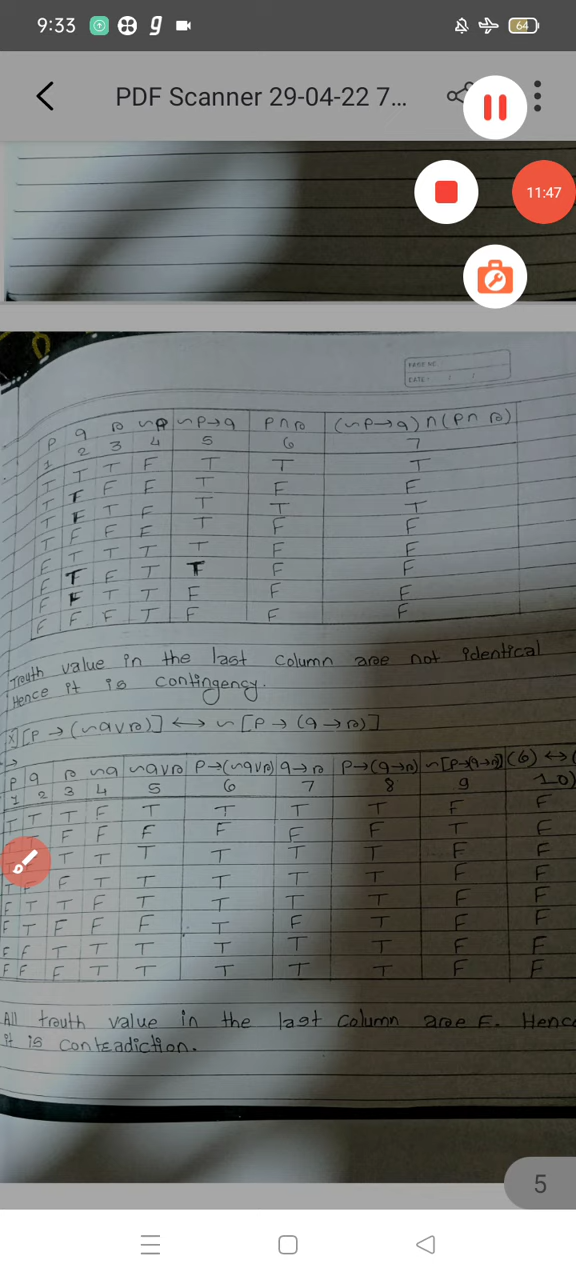 9:33 g 64
PDF Scanner 29-04-22 7...
11:47
PAGE NO.
DATE: / /
P q r ~P ~P→q P∩r (~P→q)∩(P∩r)
1 2 3 4 5 6 7
T T T F T T T
T T F F T F F
T F T F T T T
T F F F T F F
F T T T T F F
F T F T T F F
F F T T F F F
F F F T F F F
Truth value in the last column are not identical
Hence it is contingency.
x][P→(~q∨r)]↔~[P→(q→r)]
→
P q r ~q ~q∨r P→(~q∨r) q→r P→(q→r) ~[P→(q→r)] (6)↔(
1 2 3 4 5 6 7 8 9 10)
T T T F T T T T F F
T T F F F F F F T F
T T T T T T F F
T F F T T T T T F F
F T T F T T T T F F
F T F F F T F T F F
F F T T T T T T F F
F F F T T T T T F F
All truth value in the last column are F. Hence
it is contradiction.
5